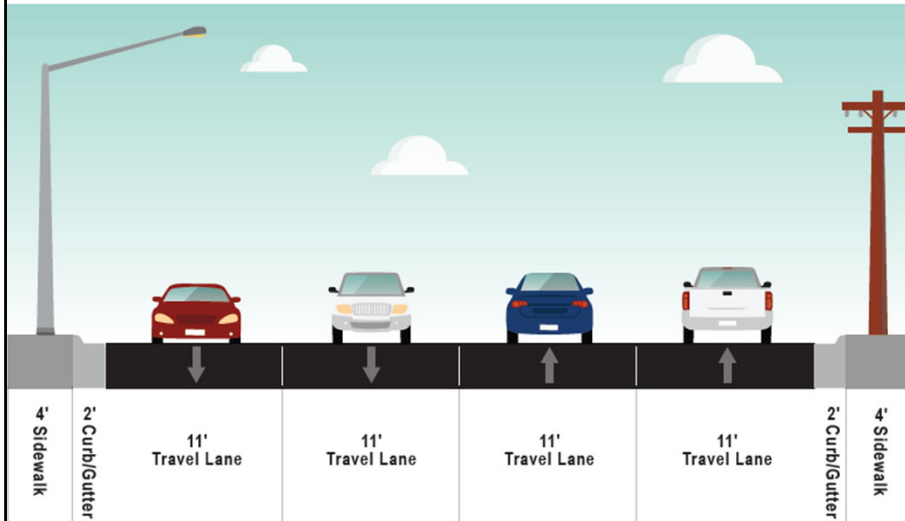 4' Sidewalk
2' Curb/Gutter
11'
Travel Lane
11'
Travel Lane
11'
Travel Lane
11'
Travel Lane
2' Curb/Gutter
4' Sidewalk